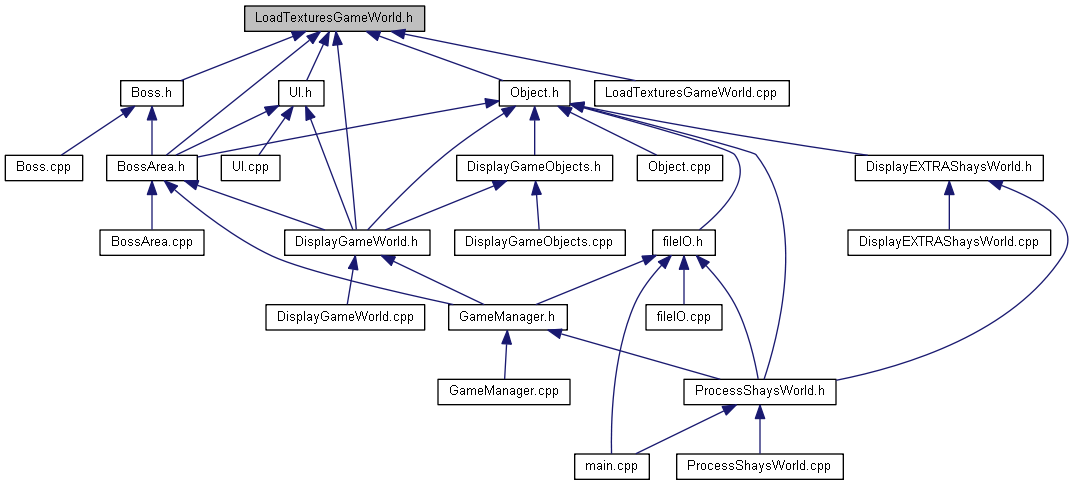 LoadTexturesGameWorld.h
Boss.h
UI.h
Object.h
LoadTexturesGameWorld.cpp
Boss.cpp
BossArea.h
UI.cpp
DisplayGameObjects.h
Object.cpp
DisplayEXTRAShaysWorld.h
BossArea.cpp
DisplayGameWorld.h
DisplayGameObjects.cpp
fileIO.h
DisplayEXTRAShaysWorld.cpp
DisplayGameWorld.cpp
GameManager.h
fileIO.cpp
GameManager.cpp
ProcessShaysWorld.h
main.cpp
ProcessShaysWorld.cpp